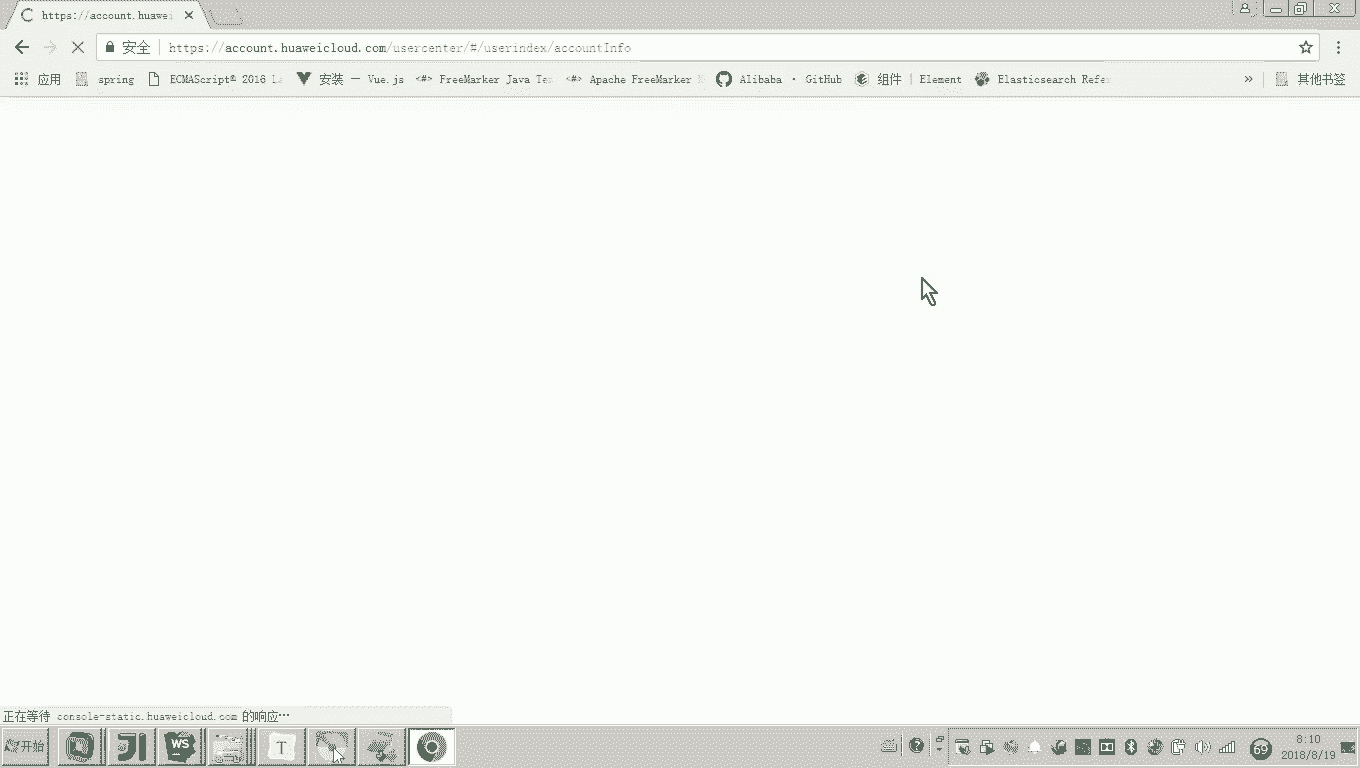 https://account.huawei
安全 https://account.huaweicloud.com/usercenter/#/userindex/accountInfo
应用 spring ECMAScript® 2016 La 安装 — Vue.js FreeMarker Java Te Apache FreeMarker Alibaba · GitHub 组件 | Element Elasticsearch Refer » 其他书签
正在等待 console-static.huaweicloud.com 的响应…
开始 WS T 69 8:10
2018/8/19